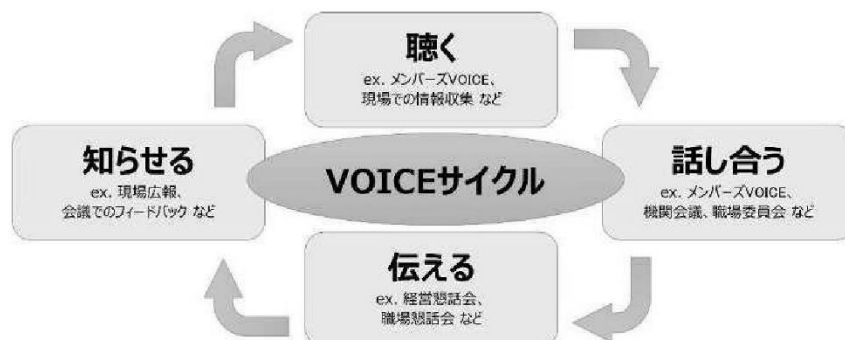 聴く
ex. メンバーズVOICE、
現場での情報収集 など
知らせる
ex. 現場広報、
会議でのフィードバック など
VOICEサイクル
話し合う
ex. メンバーズVOICE、
機関会議、職場委員会 など
伝える
ex. 経営懇話会、
職場懇話会 など